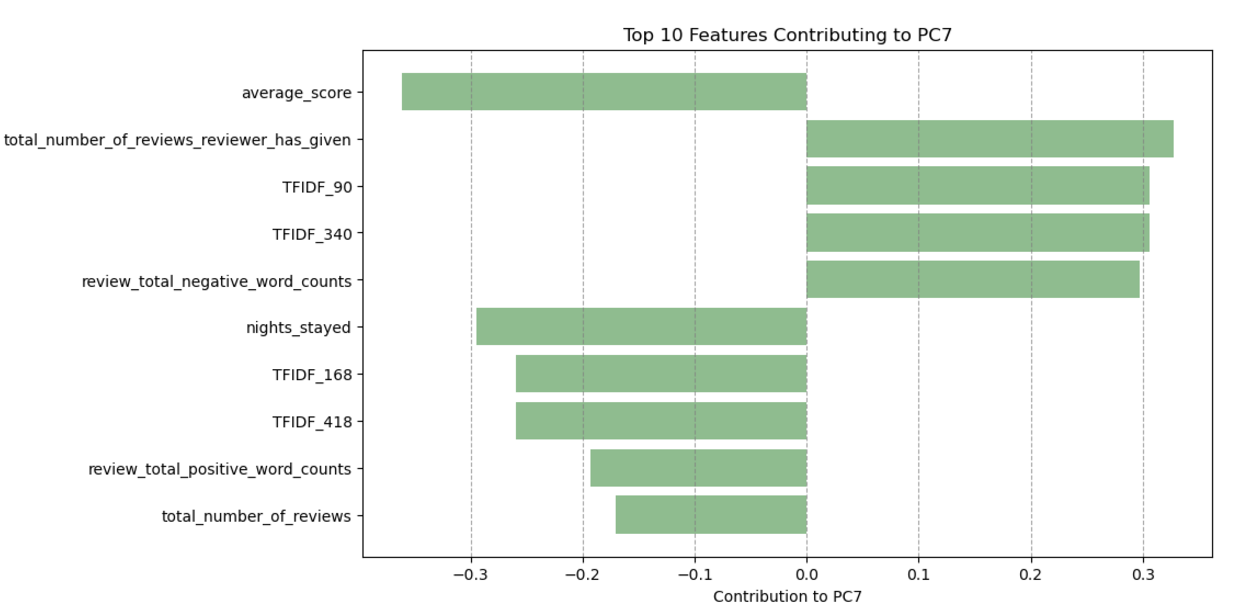 Top 10 Features Contributing to PC7
average_score
total_number_of_reviews_reviewer_has_given
TFIDF_90
TFIDF_340
review_total_negative_word_counts
nights_stayed
TFIDF_168
TFIDF_418
review_total_positive_word_counts
total_number_of_reviews
−0.3 −0.2 −0.1 0.0 0.1 0.2 0.3
Contribution to PC7